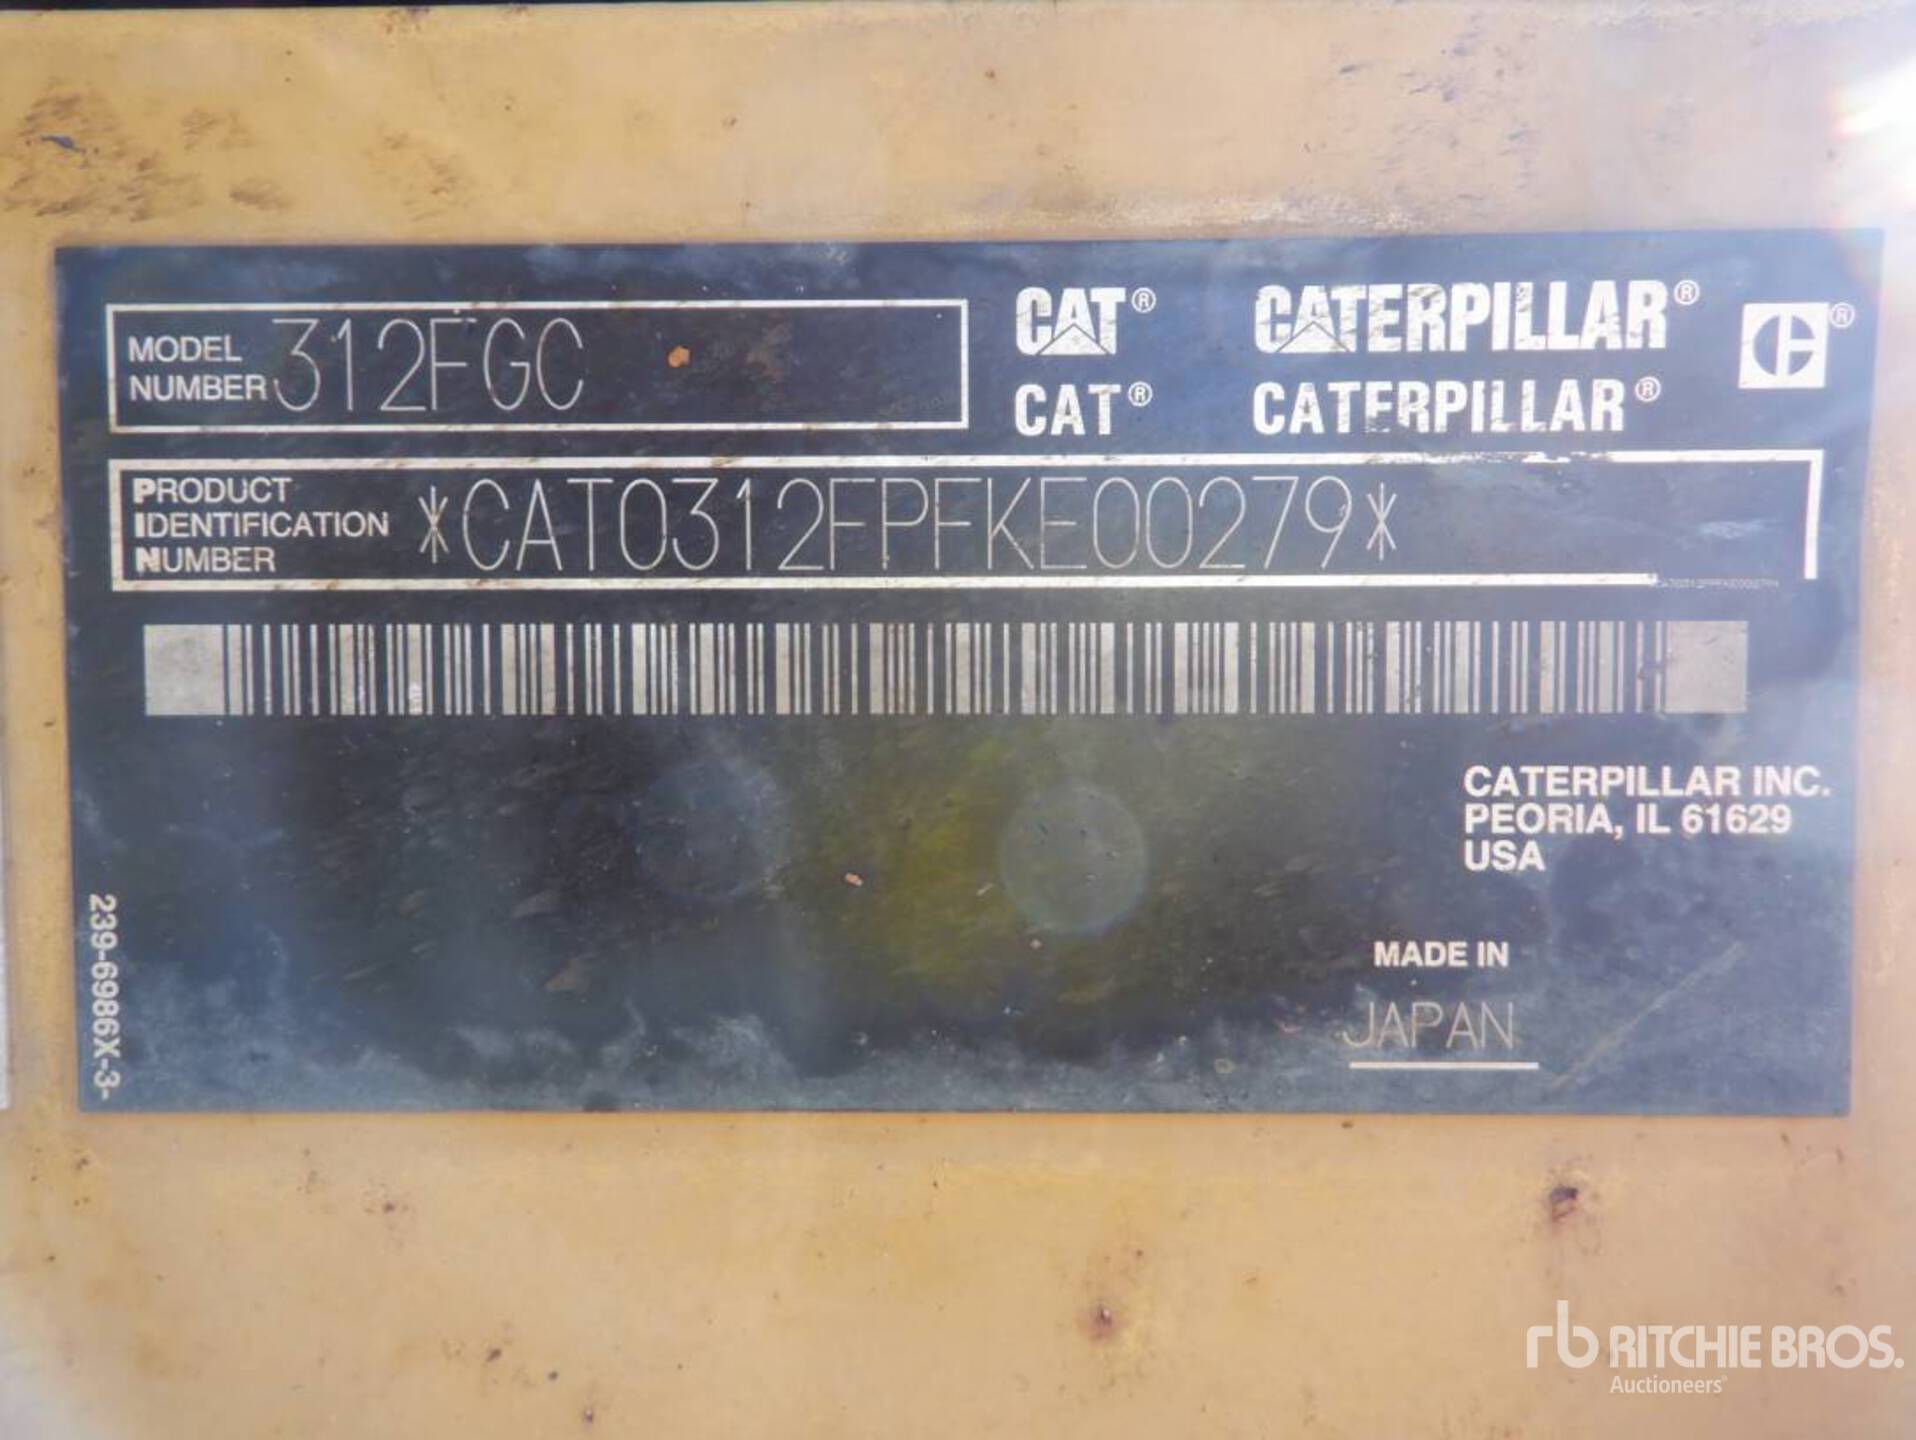 MODEL
NUMBER 312FGC
CAT® CATERPILLAR®
CAT® CATERPILLAR®
PRODUCT
IDENTIFICATION
NUMBER
*CAT0312FPFKE00279*
CATERPILLAR INC.
PEORIA, IL 61629
USA
MADE IN
JAPAN
239-6986X-3-
rb RITCHIE BROS.
Auctioneers